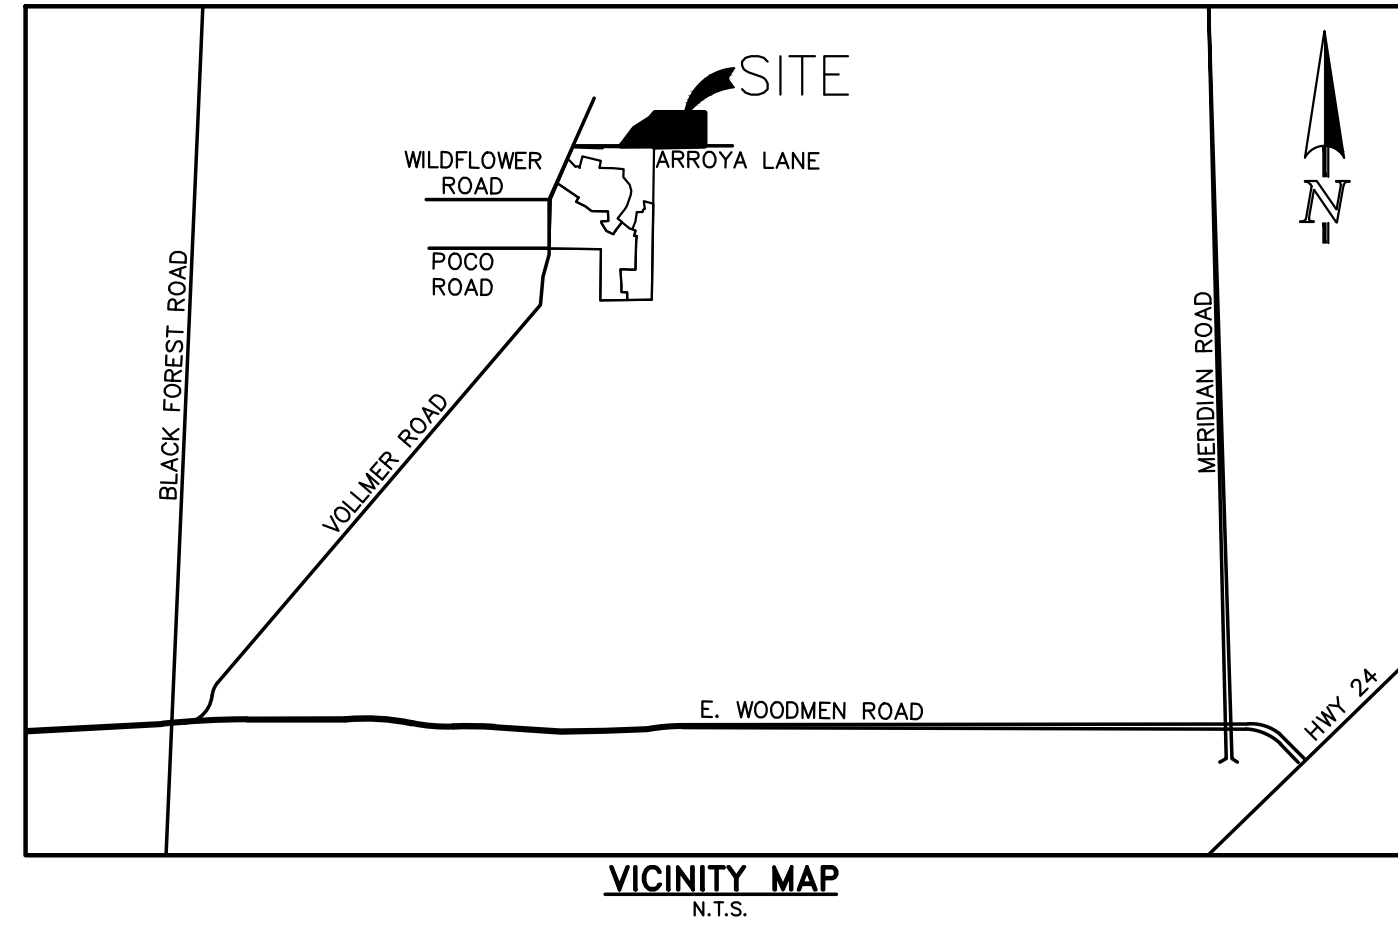 SITE
WILDFLOWER
ROAD
ARROYA LANE
N
POCO
ROAD
BLACK FOREST ROAD
MERIDIAN ROAD
VOLLMER ROAD
E. WOODMEN ROAD
HWY 24
VICINITY MAP
N.T.S.